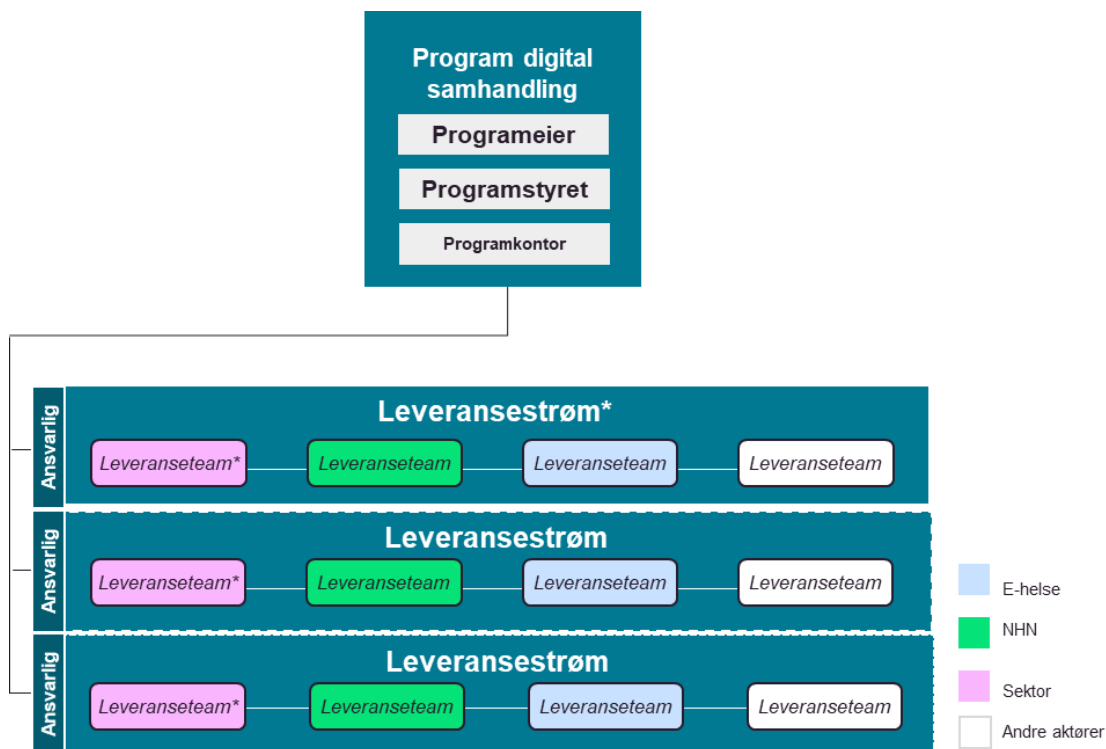 Program digital
samhandling
Programeier
Programstyret
Programkontor
Ansvarlig
Leveransestrøm*
Leveranseteam*
Leveranseteam
Leveranseteam
Leveranseteam
Ansvarlig
Leveransestrøm
Leveranseteam*
Leveranseteam
Leveranseteam
Leveranseteam
Ansvarlig
Leveransestrøm
Leveranseteam*
Leveranseteam
Leveranseteam
Leveranseteam
E-helse
NHN
Sektor
Andre aktører